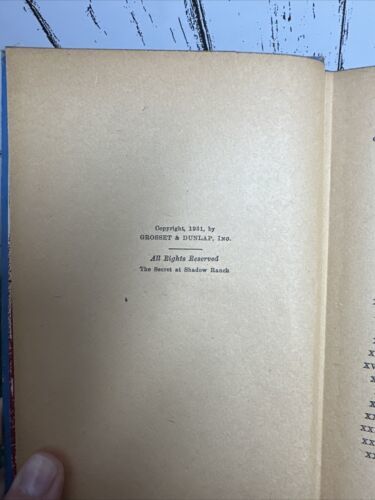 Copyright, 1931, by
GROSSET & DUNLAP, INC.
All Rights Reserved
The Secret at Shadow Ranch